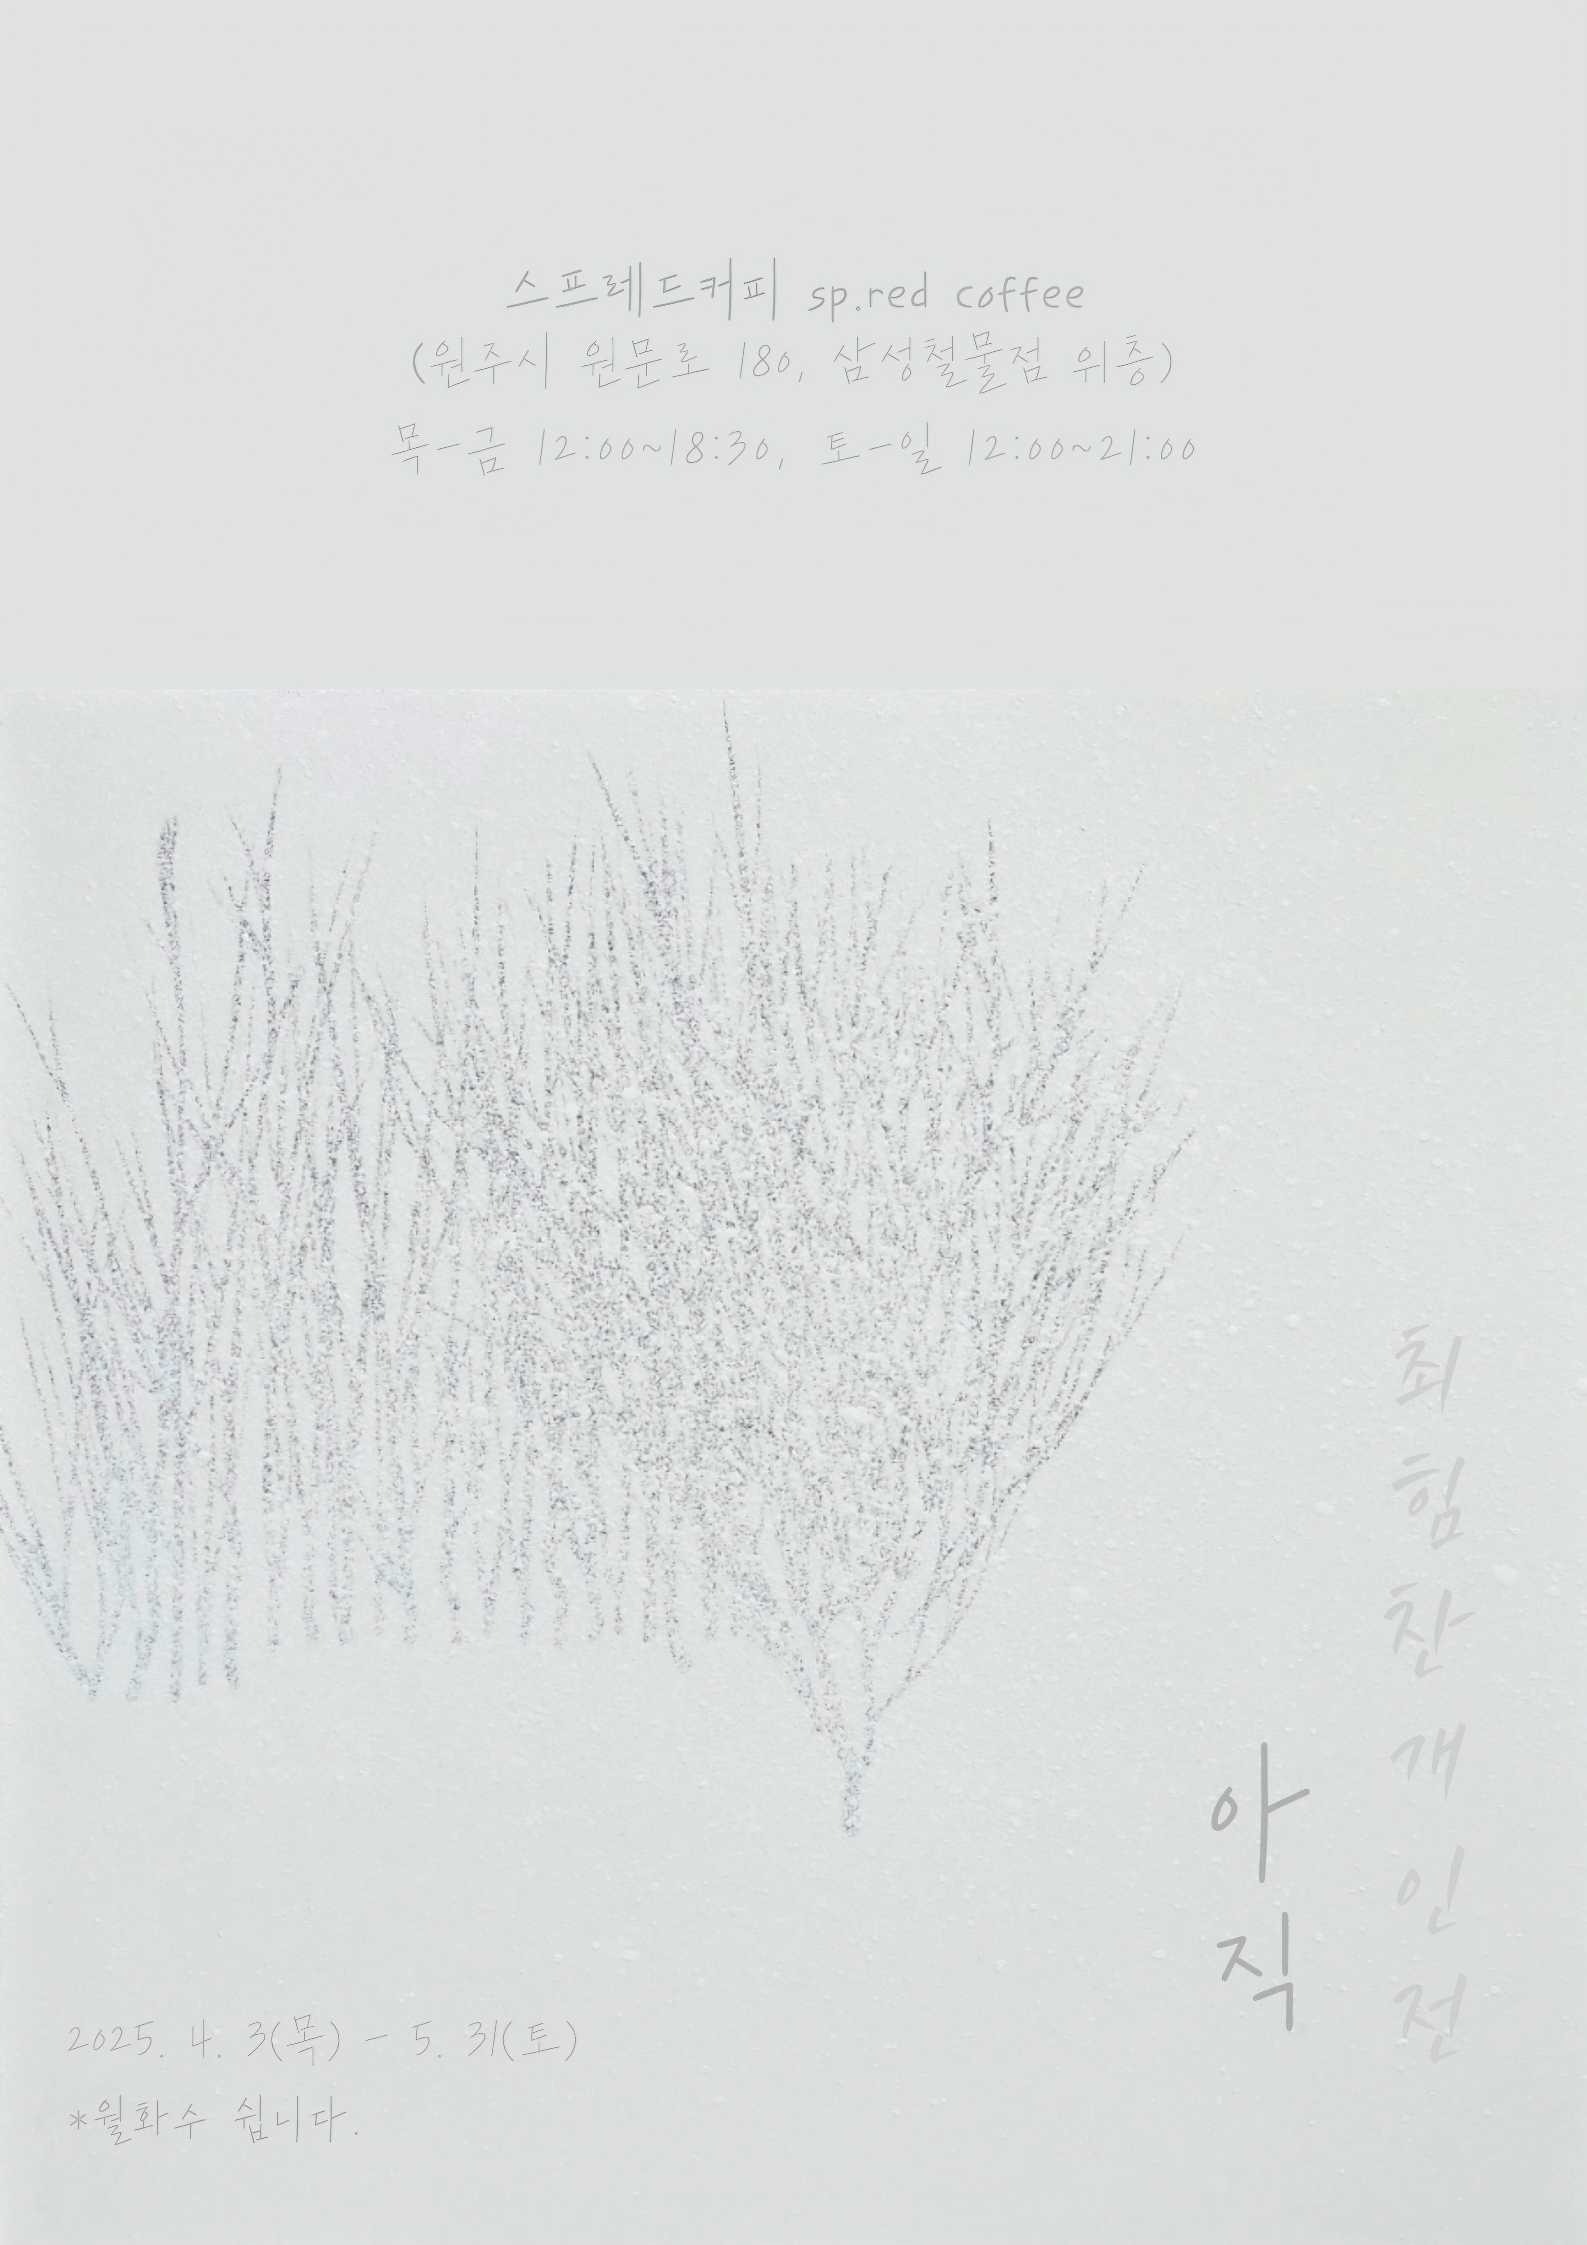 스프레드커피 sp.red coffee
(원주시 원문로 180, 삼성철물점 위층)
목-금 12:00~18:30, 토-일 12:00~21:00
최힘찬개인전
아직
2025. 4. 3(목) - 5. 31(토)
*월화수 쉽니다.